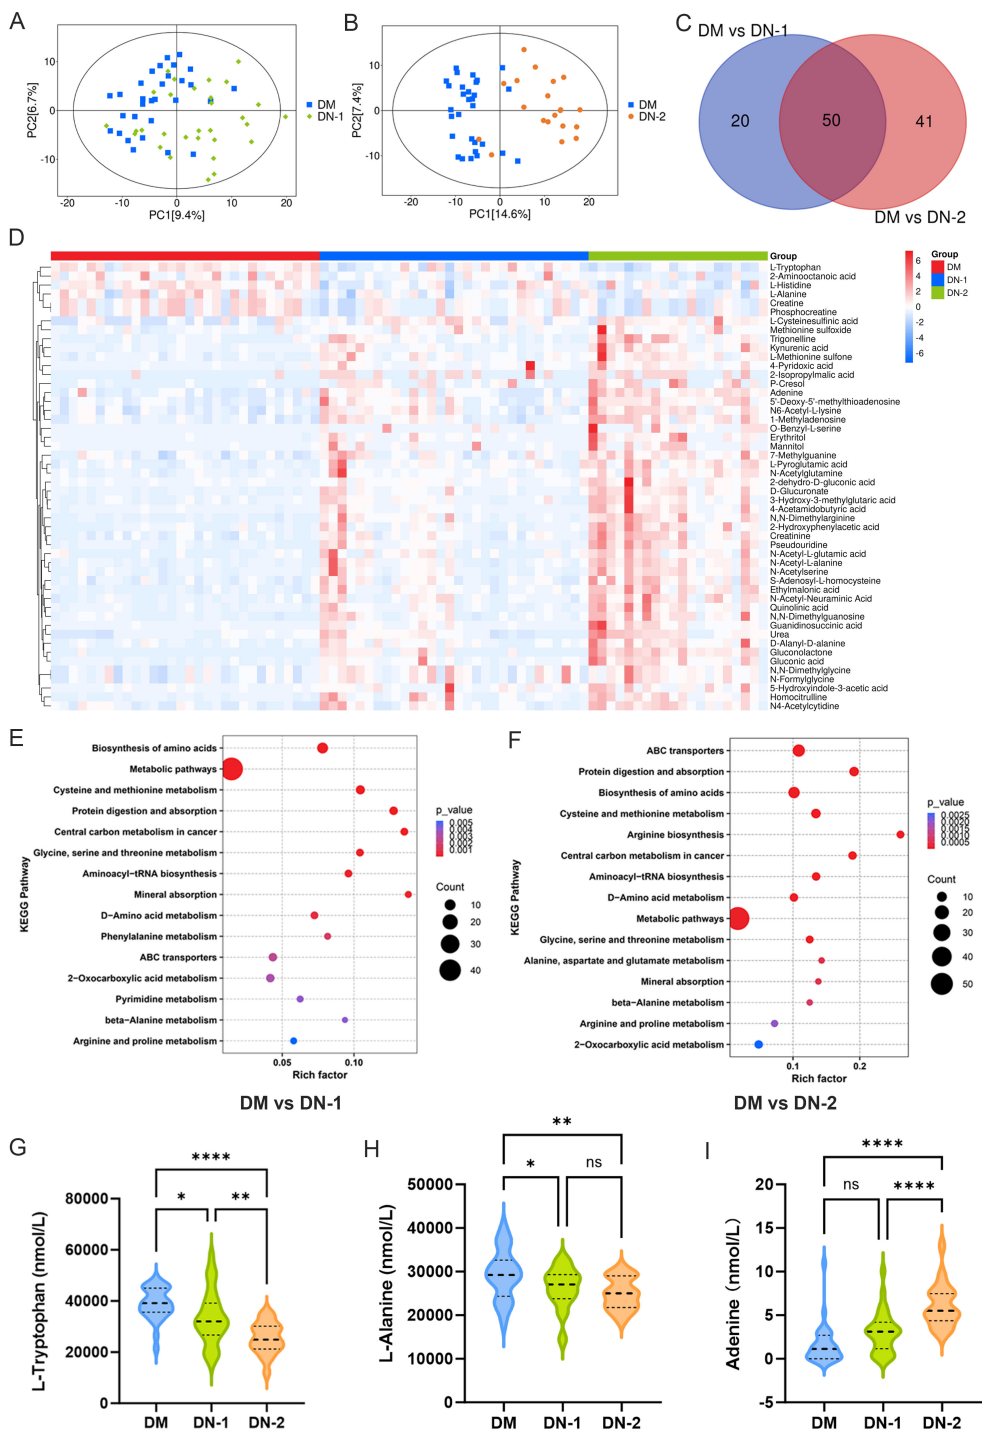 A
B
C
10
0
-10
PC2[6.7%]
-20
-10
0
10
20
PC1[9.4%]
DM
DN-1
10
0
-10
PC2[7.4%]
-20
-10
0
10
20
PC1[14.6%]
DM
DN-2
DM vs DN-1
20
50
41
DM vs DN-2
D
Group
L-Tryptophan
2-Aminooctanoic acid
L-Histidine
L-Alanine
Creatine
Phosphocreatine
L-Cysteinesulfinic acid
Methionine sulfoxide
Trigonelline
Kynurenic acid
L-Methionine sulfone
4-Pyridoxic acid
2-Isopropylmalic acid
P-Cresol
Adenine
5'-Deoxy-5'-methylthioadenosine
N6-Acetyl-L-lysine
1-Methyladenosine
O-Benzyl-L-serine
Erythritol
Mannitol
7-Methylguanine
L-Pyroglutamic acid
N-Acetylglutamine
2-dehydro-D-gluconic acid
D-Glucuronate
3-Hydroxy-3-methylglutaric acid
4-Acetamidobutyric acid
N,N-Dimethylarginine
2-Hydroxyphenylacetic acid
Creatinine
Pseudouridine
N-Acetyl-L-glutamic acid
N-Acetyl-L-alanine
N-Acetylserine
S-Adenosyl-L-homocysteine
Ethylmalonic acid
N-Acetyl-Neuraminic Acid
Quinolinic acid
N,N-Dimethylguanosine
Guanidinosuccinic acid
Urea
D-Alanyl-D-alanine
Gluconolactone
Gluconic acid
N,N-Dimethylglycine
N-Formylglycine
5-Hydroxyindole-3-acetic acid
Homocitrulline
N4-Acetylcytidine
6
4
2
0
-2
-4
-6
Group
DM
DN-1
DN-2
E
KEGG Pathway
Biosynthesis of amino acids
Metabolic pathways
Cysteine and methionine metabolism
Protein digestion and absorption
Central carbon metabolism in cancer
Glycine, serine and threonine metabolism
Aminoacyl−tRNA biosynthesis
Mineral absorption
D−Amino acid metabolism
Phenylalanine metabolism
ABC transporters
2−Oxocarboxylic acid metabolism
Pyrimidine metabolism
beta−Alanine metabolism
Arginine and proline metabolism
0.05
0.10
Rich factor
p_value
0.005
0.004
0.003
0.002
0.001
Count
10
20
30
40
DM vs DN-1
F
KEGG Pathway
ABC transporters
Protein digestion and absorption
Biosynthesis of amino acids
Cysteine and methionine metabolism
Arginine biosynthesis
Central carbon metabolism in cancer
Aminoacyl−tRNA biosynthesis
D−Amino acid metabolism
Metabolic pathways
Glycine, serine and threonine metabolism
Alanine, aspartate and glutamate metabolism
Mineral absorption
beta−Alanine metabolism
Arginine and proline metabolism
2−Oxocarboxylic acid metabolism
0.1
0.2
Rich factor
p_value
0.0025
0.0020
0.0015
0.0010
0.0005
Count
10
20
30
40
50
DM vs DN-2
G
L-Tryptophan (nmol/L)
80000
60000
40000
20000
0
****
*
**
DM
DN-1
DN-2
H
L-Alanine (nmol/L)
50000
40000
30000
20000
10000
0
**
*
ns
DM
DN-1
DN-2
I
Adenine (nmol/L)
20
15
10
5
0
-5
****
ns
****
DM
DN-1
DN-2